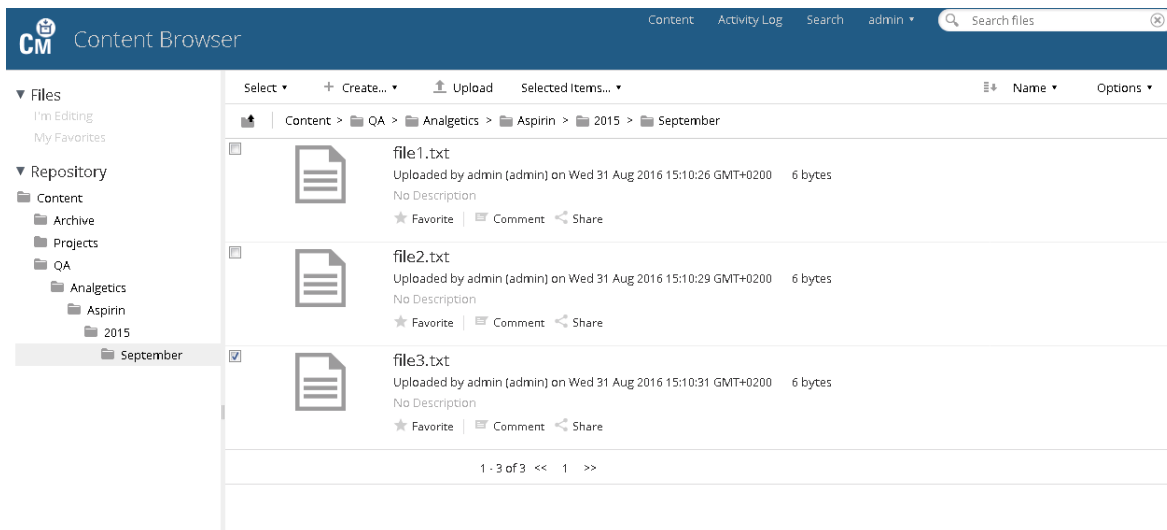 Content Activity Log Search admin Search files
CM Content Browser
Files
I'm Editing
My Favorites
Repository
Content
Archive
Projects
QA
Analgetics
Aspirin
2015
September
Select + Create... Upload Selected Items... Name Options
Content > QA > Analgetics > Aspirin > 2015 > September
file1.txt
Uploaded by admin (admin) on Wed 31 Aug 2016 15:10:26 GMT+0200 6 bytes
No Description
Favorite | Comment Share
file2.txt
Uploaded by admin (admin) on Wed 31 Aug 2016 15:10:29 GMT+0200 6 bytes
No Description
Favorite | Comment Share
file3.txt
Uploaded by admin (admin) on Wed 31 Aug 2016 15:10:31 GMT+0200 6 bytes
No Description
Favorite | Comment Share
1 - 3 of 3 << 1 >>